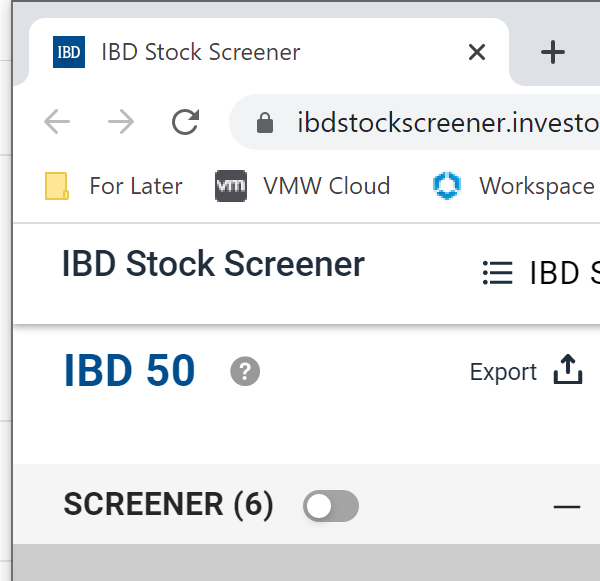 IBD IBD Stock Screener
ibdstockscreener.investo
For Later vm VMW Cloud Workspace
IBD Stock Screener IBD S
IBD 50 ? Export
SCREENER (6)